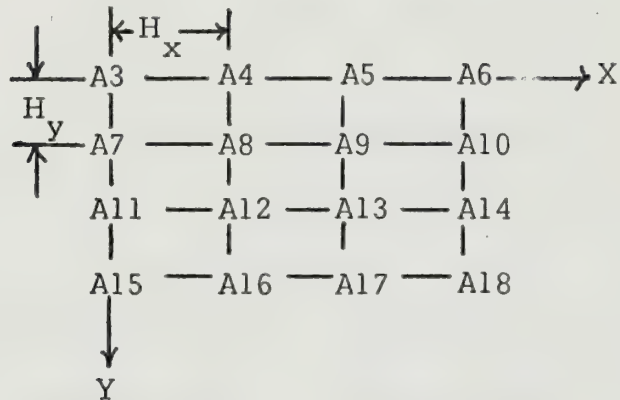 H x
A3 A4 A5 A6 X
H y
A7 A8 A9 A10
A11 A12 A13 A14
A15 A16 A17 A18
Y